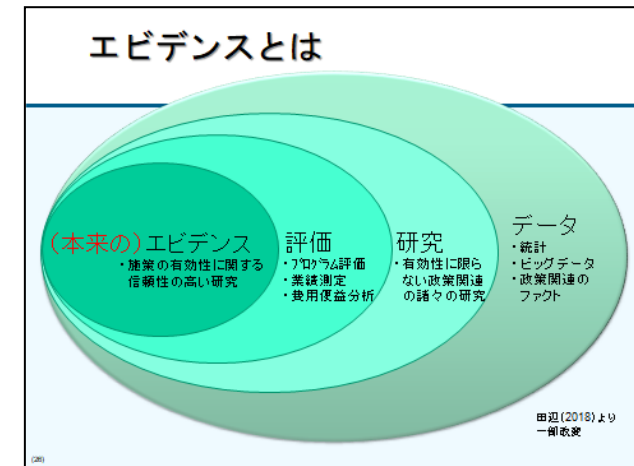 エビデンスとは
(本来の)エビデンス
・施策の有効性に関する
信頼性の高い研究
評価
・プログラム評価
・業績測定
・費用便益分析
研究
・有効性に限ら
ない政策関連
の諸々の研究
データ
・統計
・ビッグデータ
・政策関連の
ファクト
田辺(2018)より
一部改変
(26)